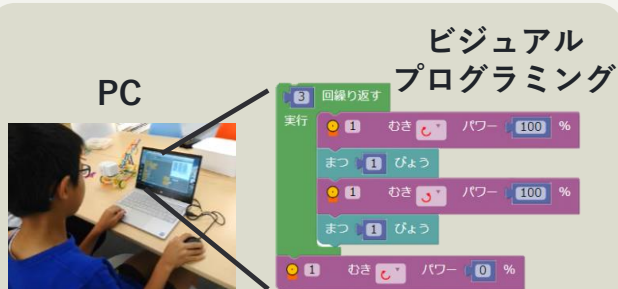 PC
ビジュアル
プログラミング
3 回繰り返す
実行
1 むき パワー 100 %
まつ 1 びょう
1 むき パワー 100 %
まつ 1 びょう
1 むき パワー 0 %